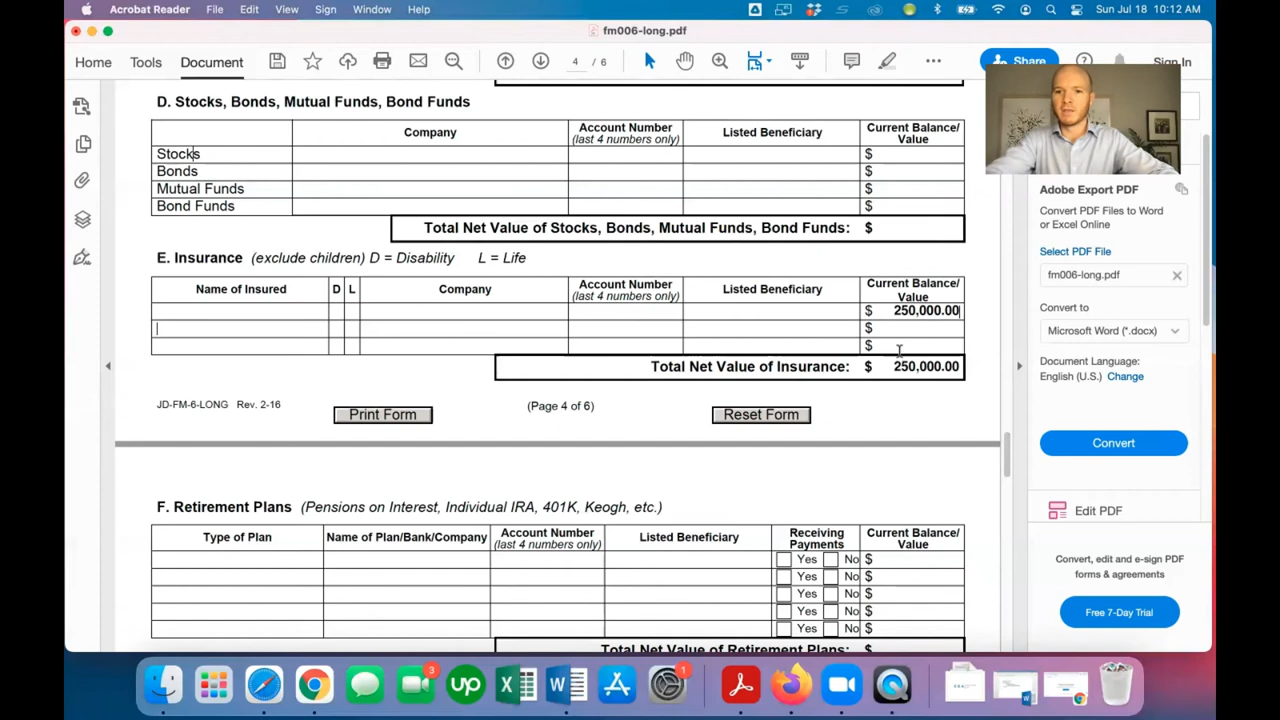 Acrobat Reader File Edit View Sign Window Help Sun Jul 18 10:12 AM
fm006-long.pdf
Home Tools Document 4 / 6 Share Sign In
D. Stocks, Bonds, Mutual Funds, Bond Funds
Company Account Number (last 4 numbers only) Listed Beneficiary Current Balance/ Value
Stocks $
Bonds $
Mutual Funds $
Bond Funds $
Total Net Value of Stocks, Bonds, Mutual Funds, Bond Funds: $
E. Insurance (exclude children) D = Disability L = Life
Name of Insured D L Company Account Number (last 4 numbers only) Listed Beneficiary Current Balance/ Value
$ 250,000.00
$
$
Total Net Value of Insurance: $ 250,000.00
JD-FM-6-LONG Rev. 2-16 (Page 4 of 6)
Print Form Reset Form
F. Retirement Plans (Pensions on Interest, Individual IRA, 401K, Keogh, etc.)
Type of Plan Name of Plan/Bank/Company Account Number (last 4 numbers only) Listed Beneficiary Receiving Payments Current Balance/ Value
Yes No $
Yes No $
Yes No $
Yes No $
Yes No $
Total Net Value of Retirement Plans: $
Adobe Export PDF
Convert PDF Files to Word
or Excel Online
Select PDF File
fm006-long.pdf
Convert to
Microsoft Word (*.docx)
Document Language:
English (U.S.) Change
Convert
Edit PDF
Convert, edit and e-sign PDF
forms & agreements
Free 7-Day Trial
3
up
1